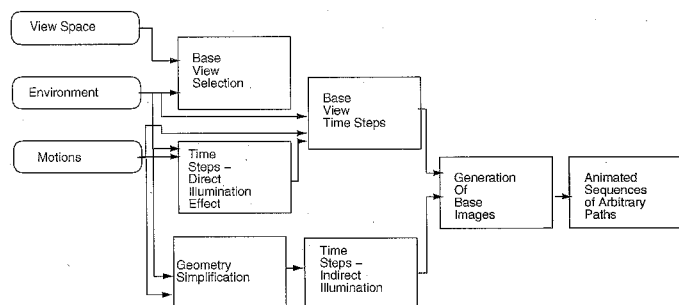 View Space
Environment
Motions
Base
View
Selection
Time
Steps –
Direct
Illumination
Effect
Geometry
Simplification
Base
View
Time Steps
Time
Steps –
Indirect
Illumination
Generation
Of
Base
Images
Animated
Sequences
of Arbitrary
Paths